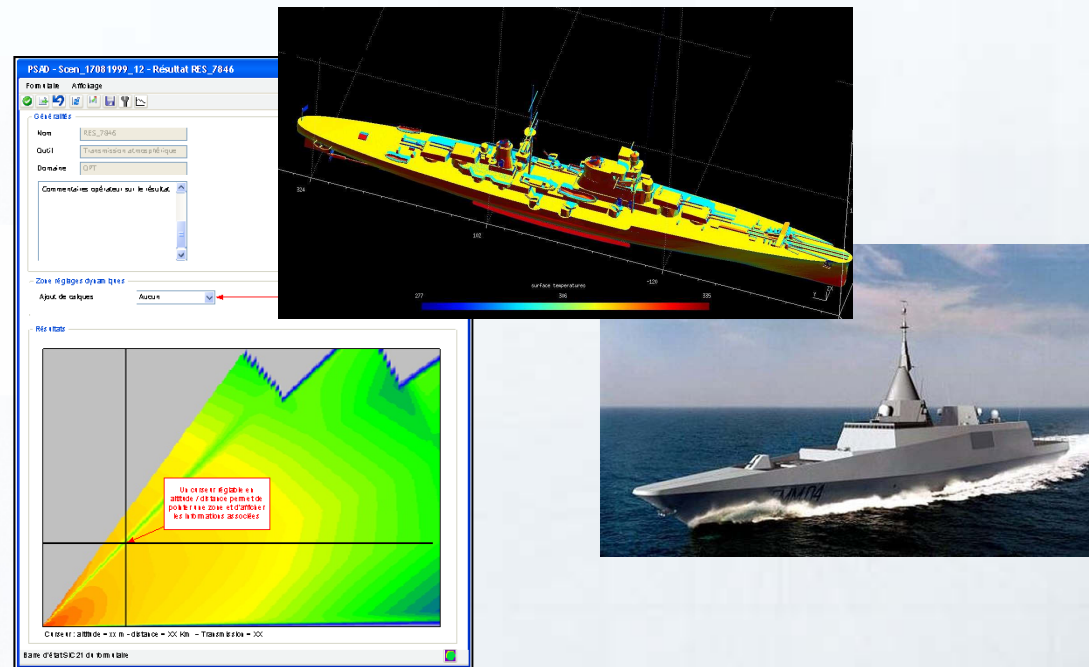 PSAD - Scen_17081999_12 - Résultat RES_7846
Formulaire Affichage
Généralités
Nom RES_7846
Outil Transmission atmosphérique
Domaine OPT
Commentaires opérateur sur le résultat
Zone réglages dynamiques
Ajout de calques Aucun
Résultats
Un curseur réglable en
altitude / distance permet de
pointer une zone et d'afficher
les informations associées
Curseur : altitude = xx m - distance = XX Km - Transmission = XX
Barre d'état SIC21 du formulaire
324
102
-120
surface temperatures
277 306 335